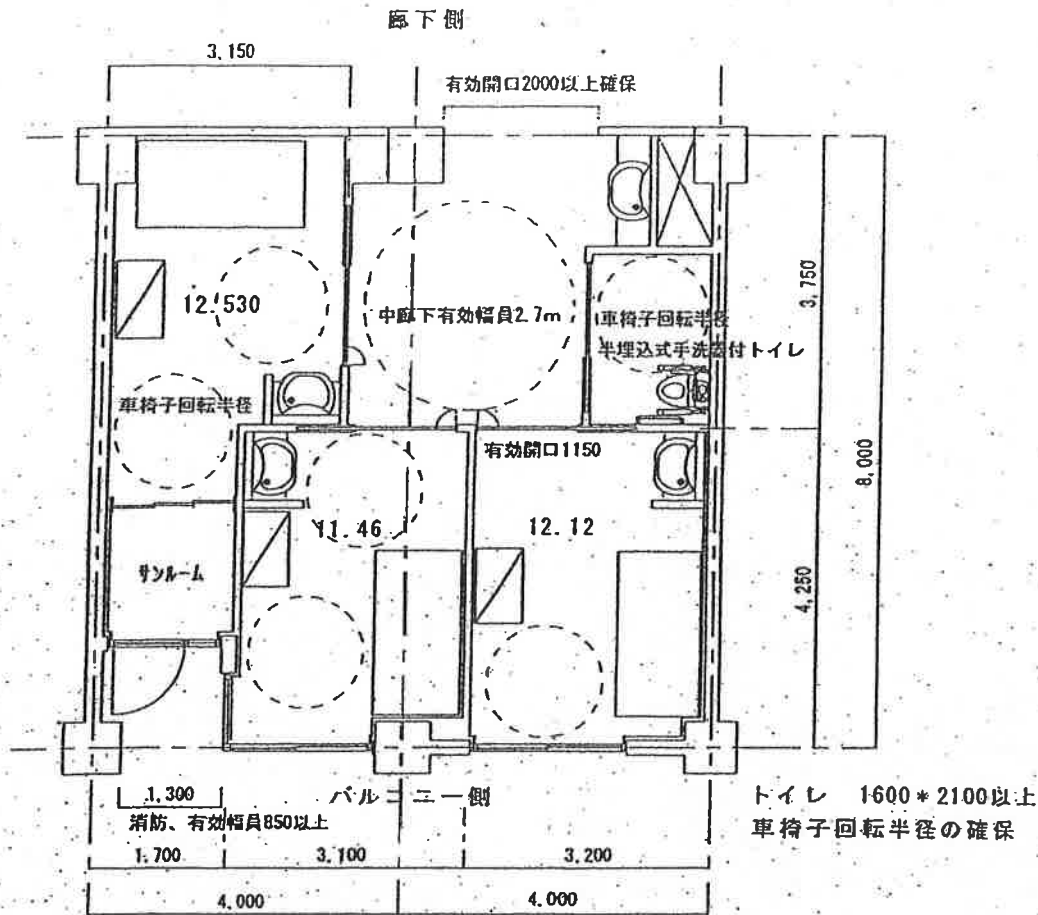 廊下側
3,150
有効開口2000以上確保
12.530
中廊下有効幅員2.7m
車椅子回転半径
半埋込式手洗器付トイレ
3,750
車椅子回転半径
有効開口1150
8,000
11.46
12.12
サンルーム
4,250
1,300
バルコニー側
トイレ 1600*2100以上
消防、有効幅員850以上
車椅子回転半径の確保
1,700
3,100
3,200
4,000
4.000